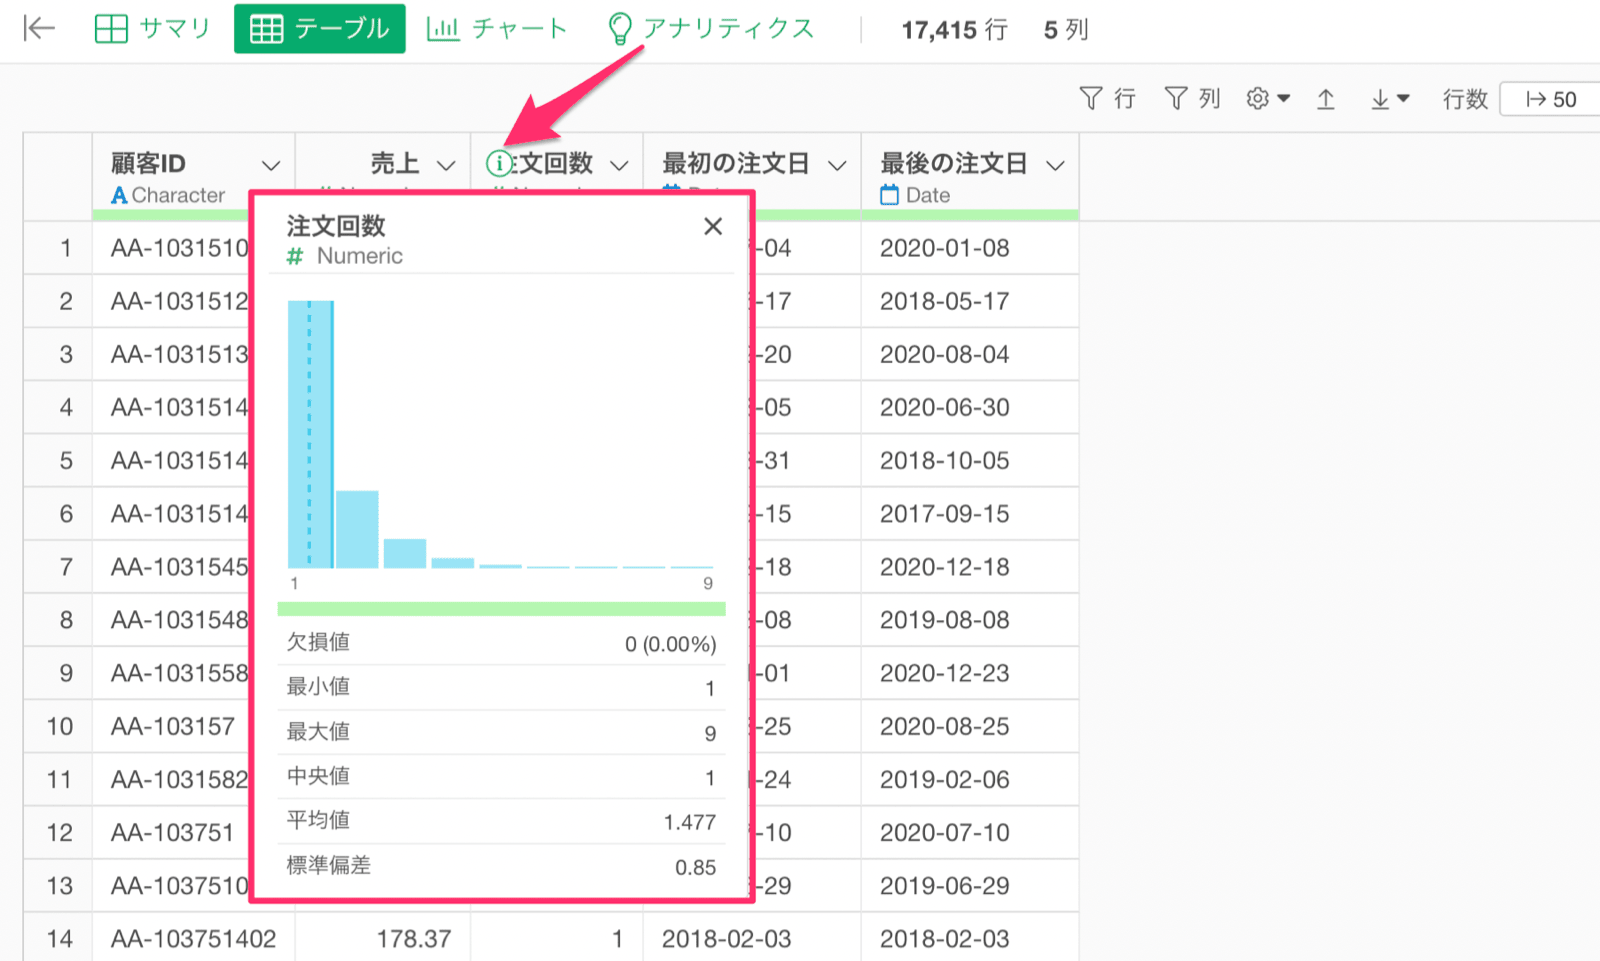 サマリ テーブル チャート アナリティクス 17,415 行 5 列
行 列 行数 50
顧客ID 売上 文回数 最初の注文日 最後の注文日
Character Date
注文回数
# Numeric
1 9
欠損値 0 (0.00%)
最小値 1
最大値 9
中央値 1
平均値 1.477
標準偏差 0.85
1 AA-1031510 -04 2020-01-08
2 AA-1031512 -17 2018-05-17
3 AA-1031513 -20 2020-08-04
4 AA-1031514 -05 2020-06-30
5 AA-1031514 -31 2018-10-05
6 AA-1031514 -15 2017-09-15
7 AA-1031545 -18 2020-12-18
8 AA-1031548 -08 2019-08-08
9 AA-1031558 -01 2020-12-23
10 AA-103157 -25 2020-08-25
11 AA-1031582 -24 2019-02-06
12 AA-103751 -10 2020-07-10
13 AA-1037510 -29 2019-06-29
14 AA-103751402 178.37 1 2018-02-03 2018-02-03